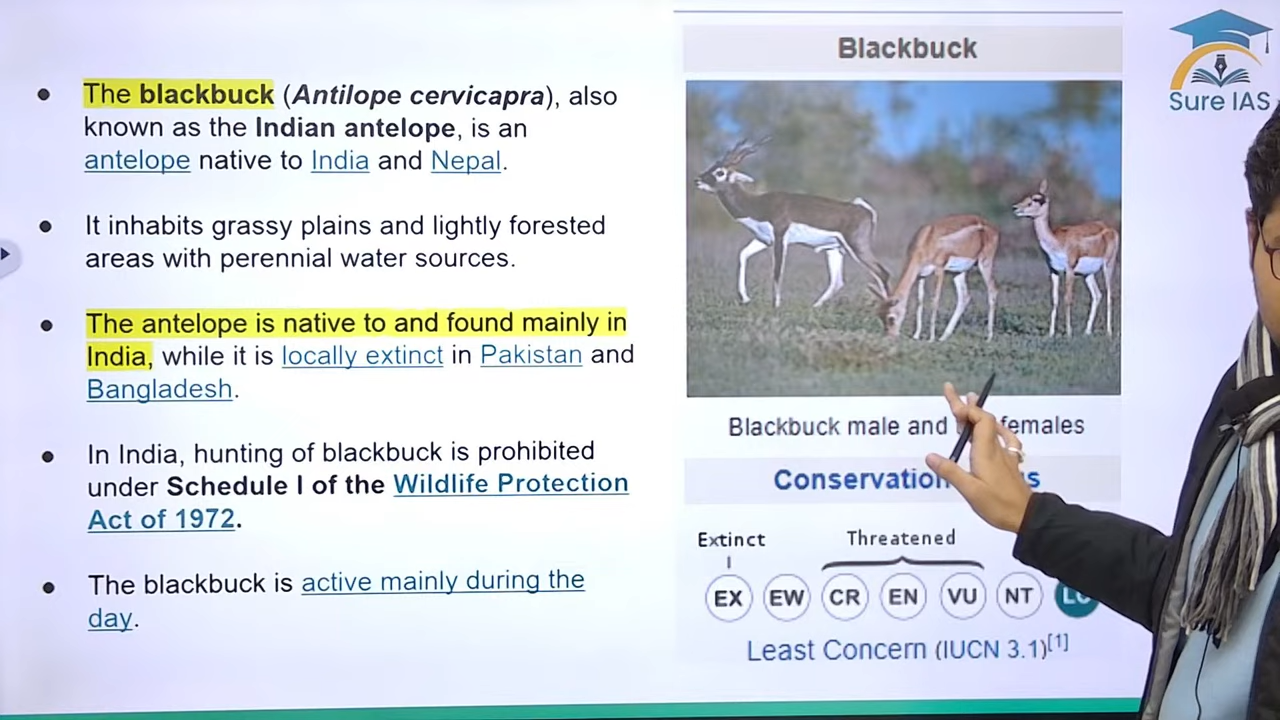 The blackbuck (Antilope cervicapra), also
known as the Indian antelope, is an
antelope native to India and Nepal.
It inhabits grassy plains and lightly forested
areas with perennial water sources.
The antelope is native to and found mainly in
India, while it is locally extinct in Pakistan and
Bangladesh.
In India, hunting of blackbuck is prohibited
under Schedule I of the Wildlife Protection
Act of 1972.
The blackbuck is active mainly during the
day.
Blackbuck
Blackbuck male and females
Conservation
Extinct
Threatened
EX EW CR EN VU NT LC
Least Concern (IUCN 3.1)[1]
Sure IAS